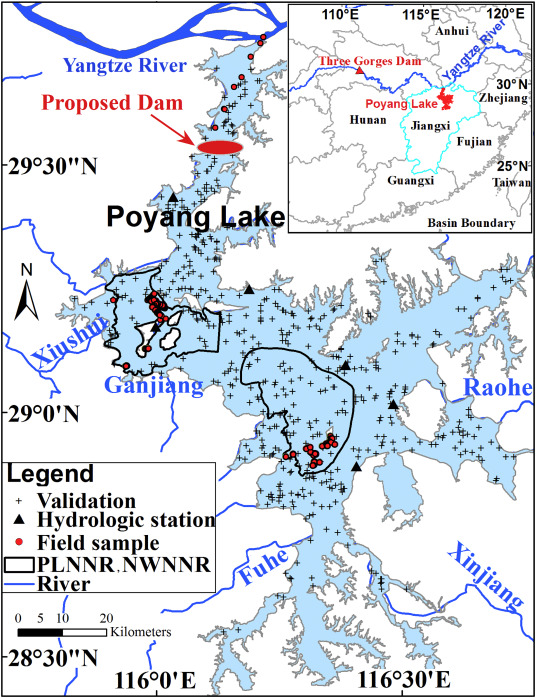 110°E 115°E 120°E
Anhui
Yangtze River
Three Gorges Dam
30°E
Poyang Lake
Zhejiang
Hunan
Jiangxi
Fujian
25°E
Guangxi
Taiwan
Basin Boundary
Yangtze River
Proposed Dam
29°30"N
Poyang Lake
N
Xiushui
Ganjiang
Raohe
29°0'N
Legend
Validation
Hydrologic station
Field sample
PLNNR NWNNR
River
Fuhe
Xinjiang
0 10 20
Kilometers
28°30"N
116°0'E
116°30'E